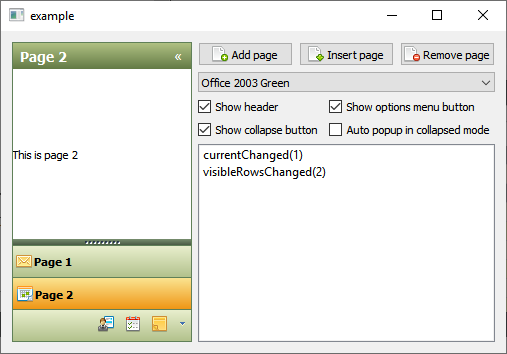 example
Page 2 «
This is page 2
Page 1
Page 2
Add page Insert page Remove page
Office 2003 Green
Show header Show options menu button
Show collapse button Auto popup in collapsed mode
currentChanged(1)
visibleRowsChanged(2)